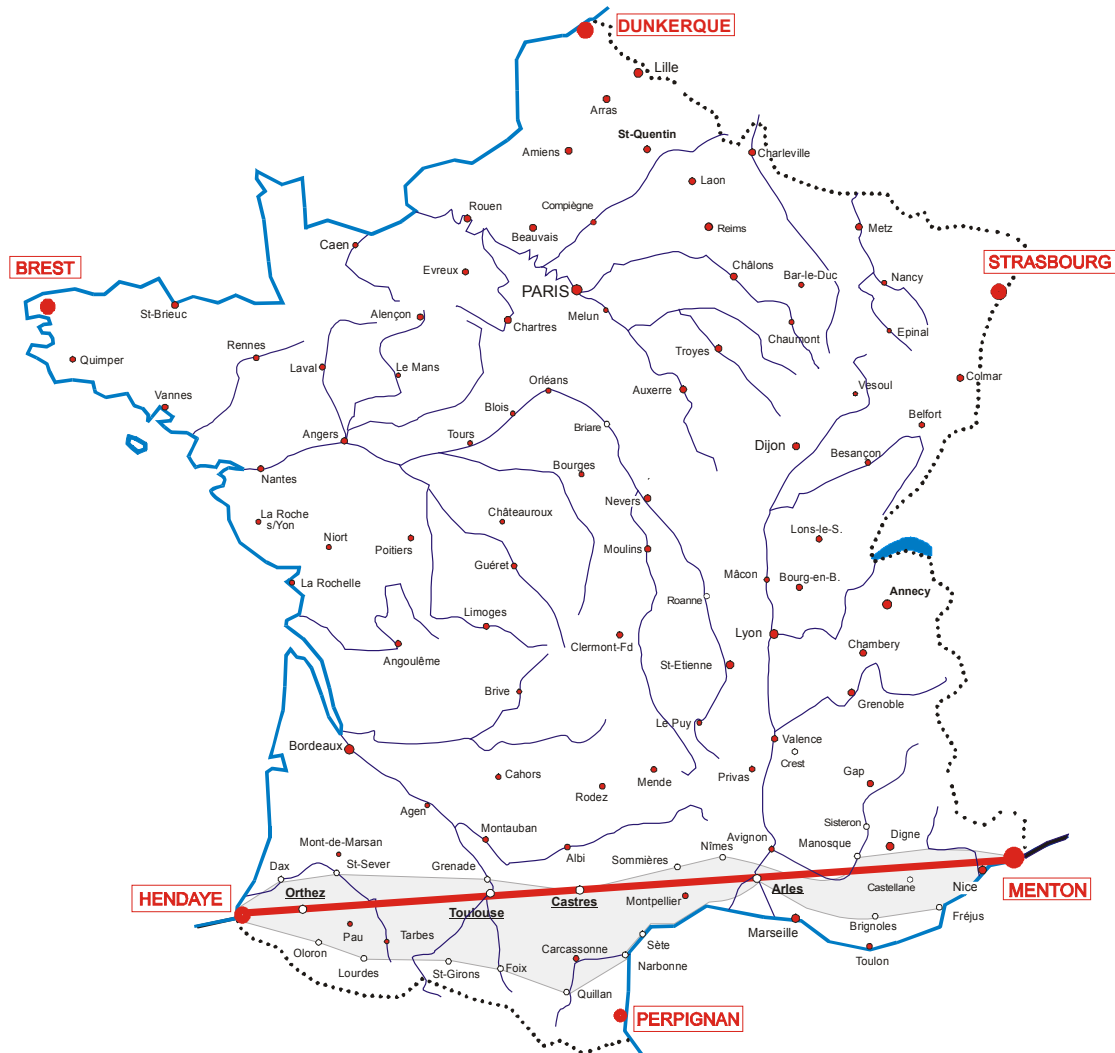 DUNKERQUE
Lille
Arras
St-Quentin
Amiens
Charleville
Laon
Compiègne
Rouen
Beauvais
Reims
Metz
Caen
BREST
Evreux
Châlons
Bar-le-Duc
Nancy
STRASBOURG
PARIS
St-Brieuc
Alençon
Melun
Chartres
Chaumont
Epinal
Rennes
Quimper
Laval
Le Mans
Troyes
Colmar
Orléans
Auxerre
Vesoul
Vannes
Blois
Belfort
Briare
Angers
Tours
Dijon
Besançon
Bourges
Nantes
Nevers
La Roche
s/Yon
Châteauroux
Niort
Poitiers
Lons-le-S.
Moulins
Guéret
Mâcon
Bourg-en-B.
La Rochelle
Annecy
Roanne
Limoges
Lyon
Clermont-Fd
Angoulême
Chambery
St-Etienne
Brive
Grenoble
Le Puy
Bordeaux
Valence
Crest
Cahors
Mende
Privas
Gap
Rodez
Agen
Sisteron
Montauban
Mont-de-Marsan
Avignon
Manosque
Digne
Nîmes
Albi
St-Sever
Sommières
Dax
Grenade
Orthez
Castellane
Nice
MENTON
HENDAYE
Toulouse
Castres
Montpellier
Arles
Fréjus
Brignoles
Marseille
Pau
Tarbes
Sète
Carcassonne
Oloron
Narbonne
Toulon
Lourdes
St-Girons
Foix
Quillan
PERPIGNAN